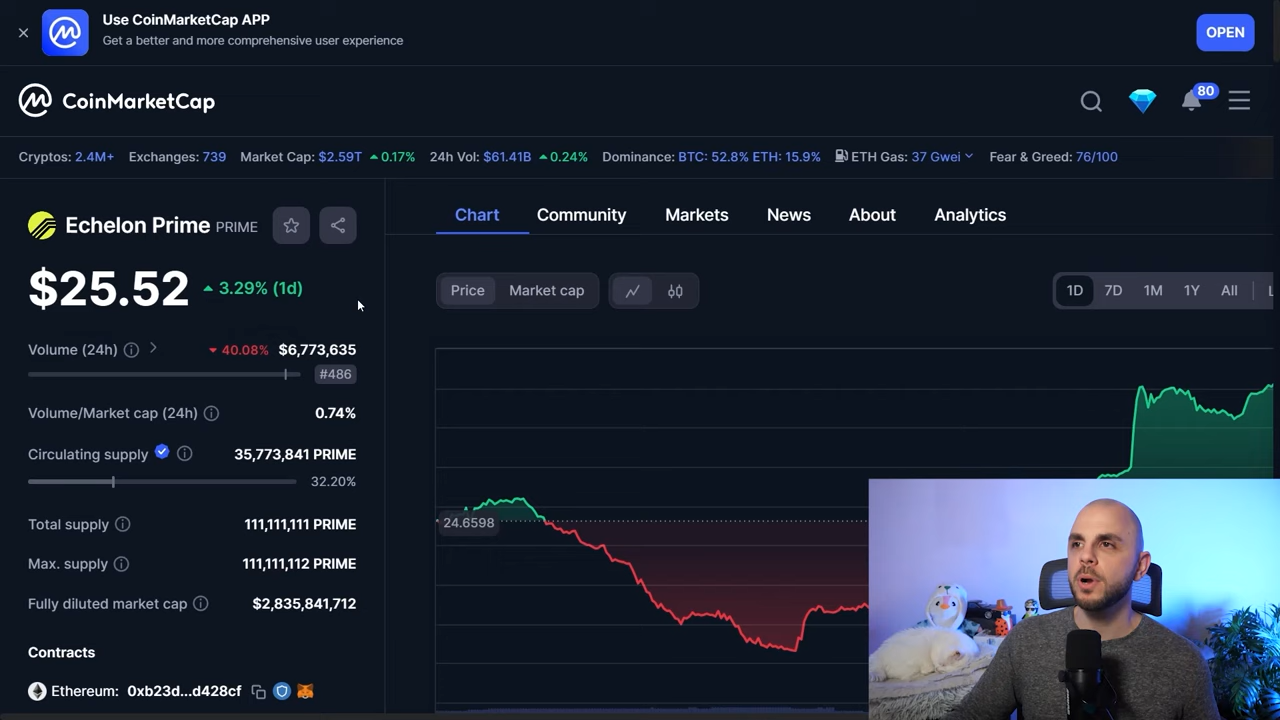 Use CoinMarketCap APP
Get a better and more comprehensive user experience
OPEN
CoinMarketCap
80
Cryptos: 2.4M+ Exchanges: 739 Market Cap: $2.59T 0.17% 24h Vol: $61.41B 0.24% Dominance: BTC: 52.8% ETH: 15.9% ETH Gas: 37 Gwei Fear & Greed: 76/100
Echelon Prime PRIME
$25.52 3.29% (1d)
Volume (24h) 40.08% $6,773,635
#486
Volume/Market cap (24h) 0.74%
Circulating supply 35,773,841 PRIME
32.20%
Total supply 111,111,111 PRIME
Max. supply 111,111,112 PRIME
Fully diluted market cap $2,835,841,712
Contracts
Ethereum: 0xb23d...d428cf
Chart Community Markets News About Analytics
Price Market cap
1D 7D 1M 1Y All
24.6598